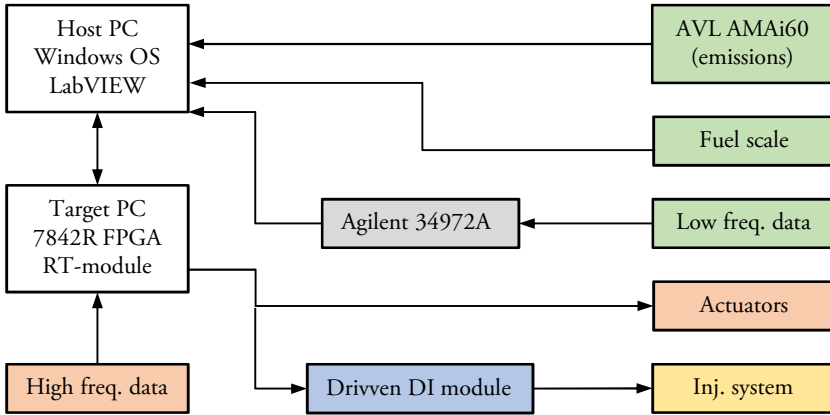 Host PC
Windows OS
LabVIEW
AVL AMAi60
(emissions)
Fuel scale
Target PC
7842R FPGA
RT-module
Agilent 34972A
Low freq. data
Actuators
High freq. data
Drivven DI module
Inj. system